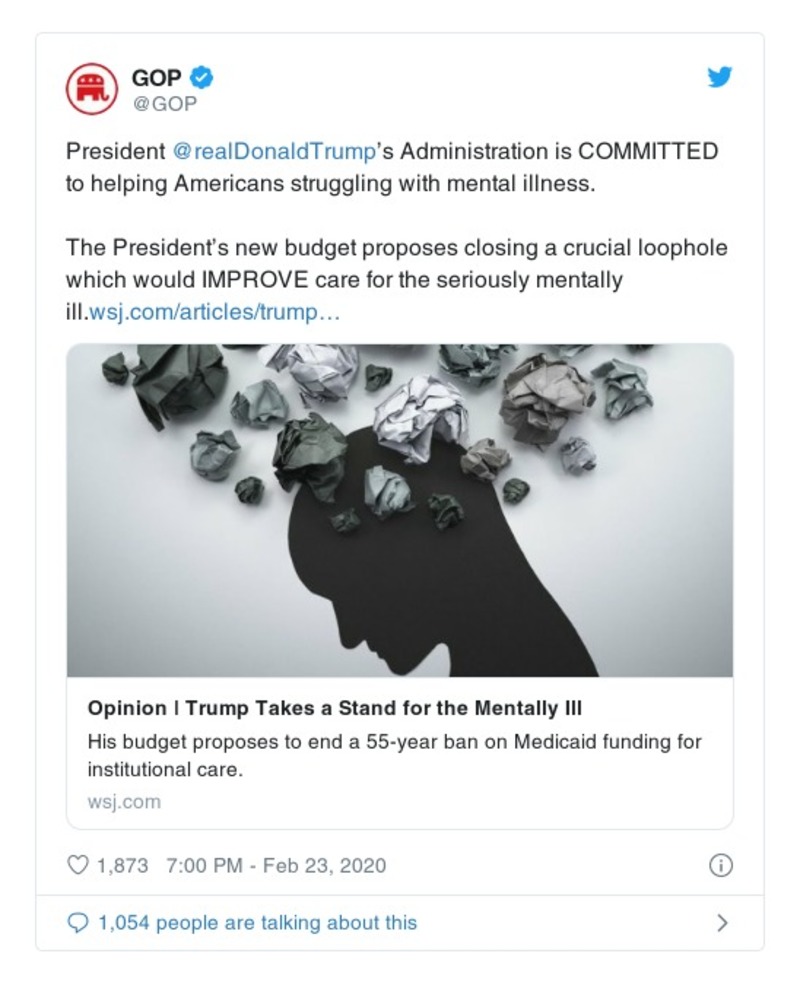 GOP
@GOP
President @realDonaldTrump's Administration is COMMITTED
to helping Americans struggling with mental illness.
The President's new budget proposes closing a crucial loophole
which would IMPROVE care for the seriously mentally
ill.wsj.com/articles/trump…
Opinion | Trump Takes a Stand for the Mentally Ill
His budget proposes to end a 55-year ban on Medicaid funding for
institutional care.
wsj.com
1,873 7:00 PM - Feb 23, 2020
1,054 people are talking about this